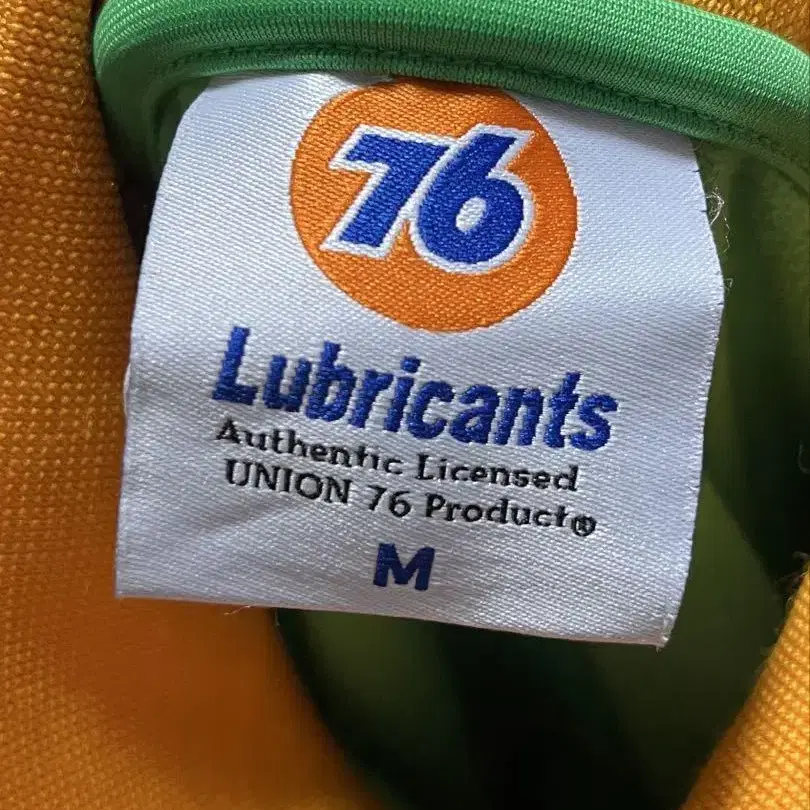 76
Lubricants
Authentic Licensed
UNION 76 Product®
M